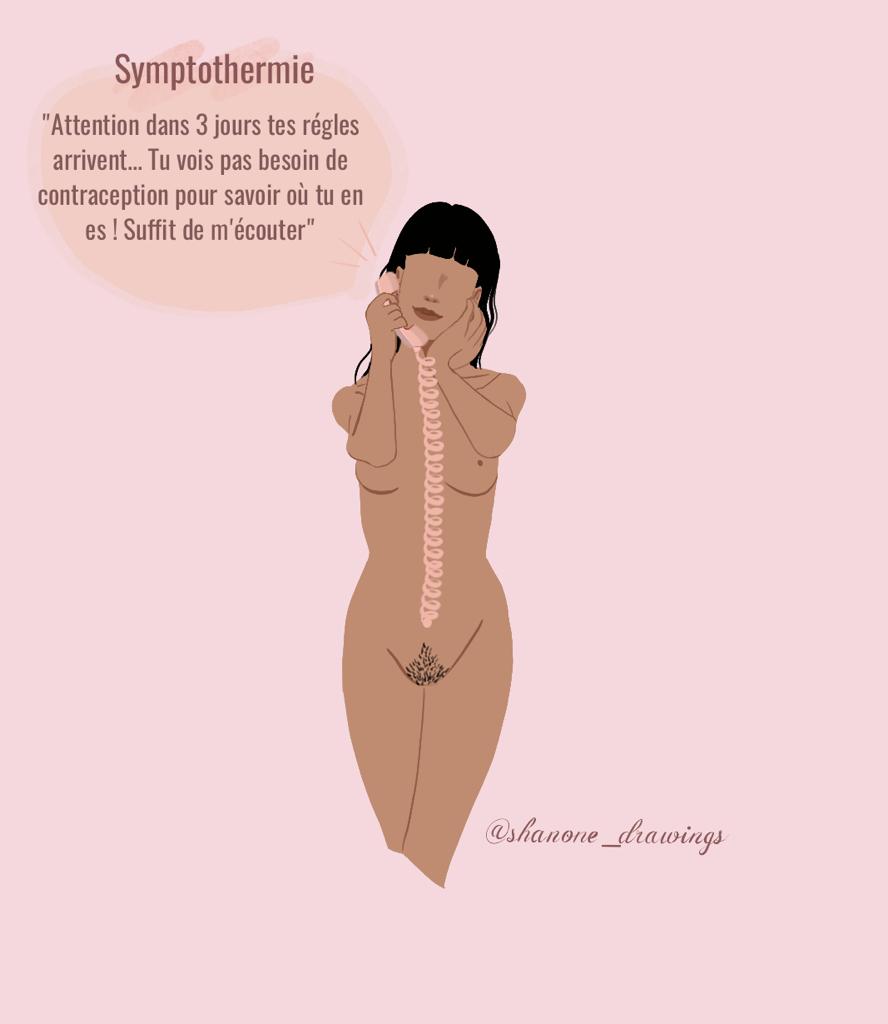 Symptothermie
"Attention dans 3 jours tes régles
arrivent... Tu vois pas besoin de
contraception pour savoir où tu en
es ! Suffit de m'écouter"
@shanone_drawings